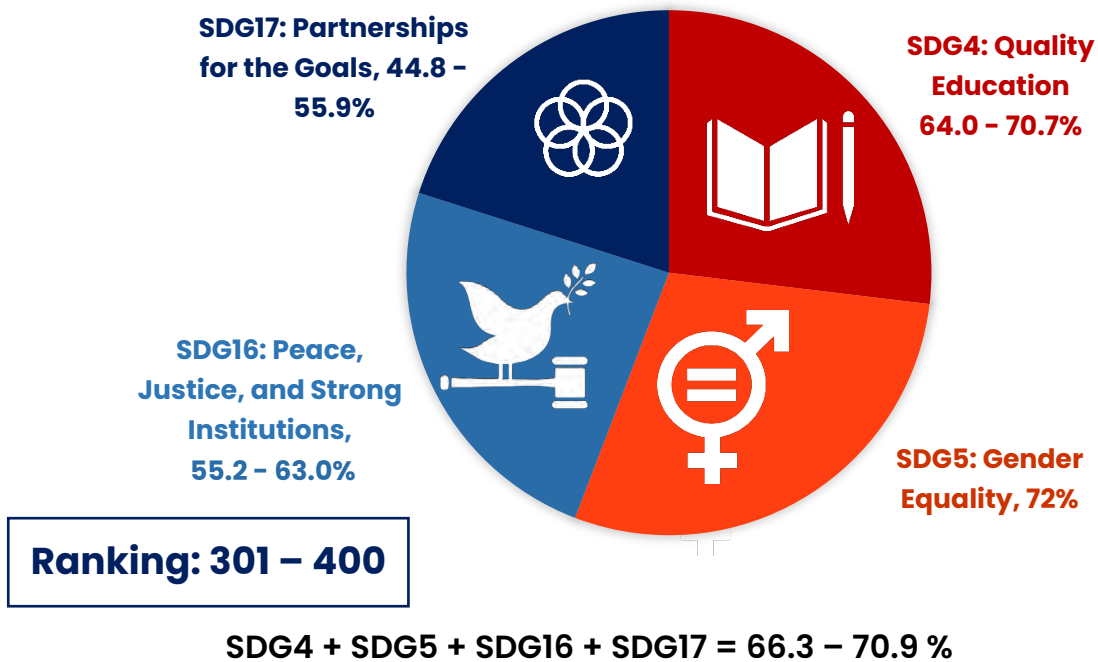 SDG17: Partnerships
for the Goals, 44.8 –
55.9%
SDG4: Quality
Education
64.0 – 70.7%
SDG16: Peace,
Justice, and Strong
Institutions,
55.2 – 63.0%
SDG5: Gender
Equality, 72%
Ranking: 301 – 400
SDG4 + SDG5 + SDG16 + SDG17 = 66.3 – 70.9 %